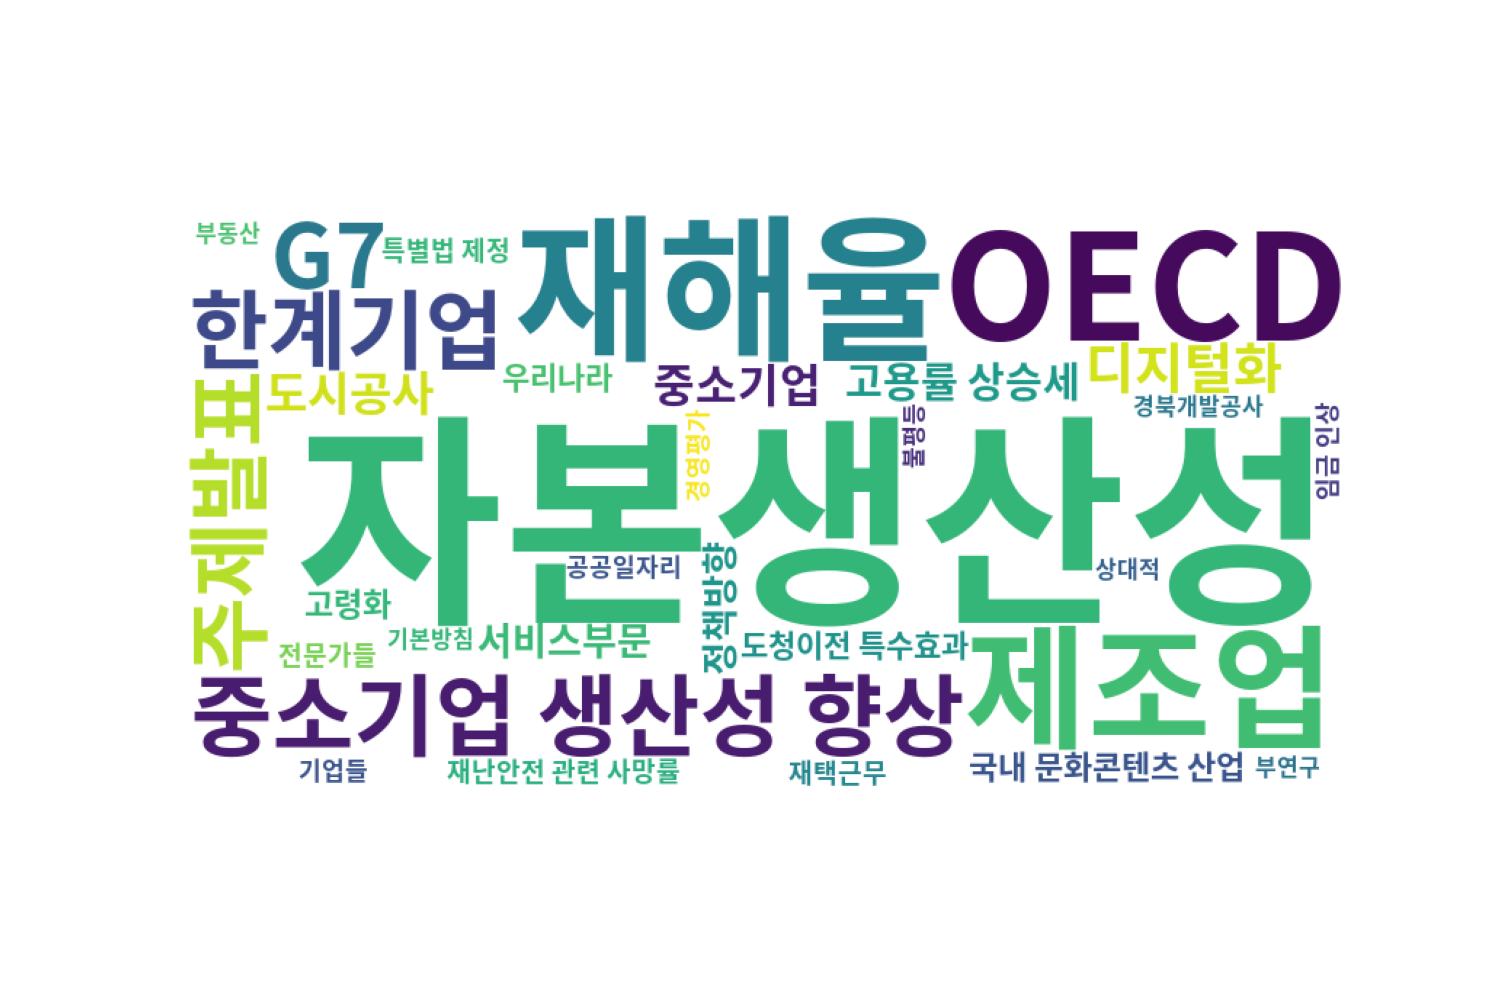 부동산
G7
특별법 제정
재해율
OECD
한계기업
도시공사
우리나라
중소기업
고용률 상승세
디지털화
경북개발공사
주제발표
자본생산성
경영평가
불평등
임금 인상
공공일자리
정책방향
상대적
고령화
전문가들
기본방침
서비스부문
도청이전 특수효과
제조업
중소기업 생산성 향상
기업들
재난안전 관련 사망률
재택근무
국내 문화콘텐츠 산업
부연구